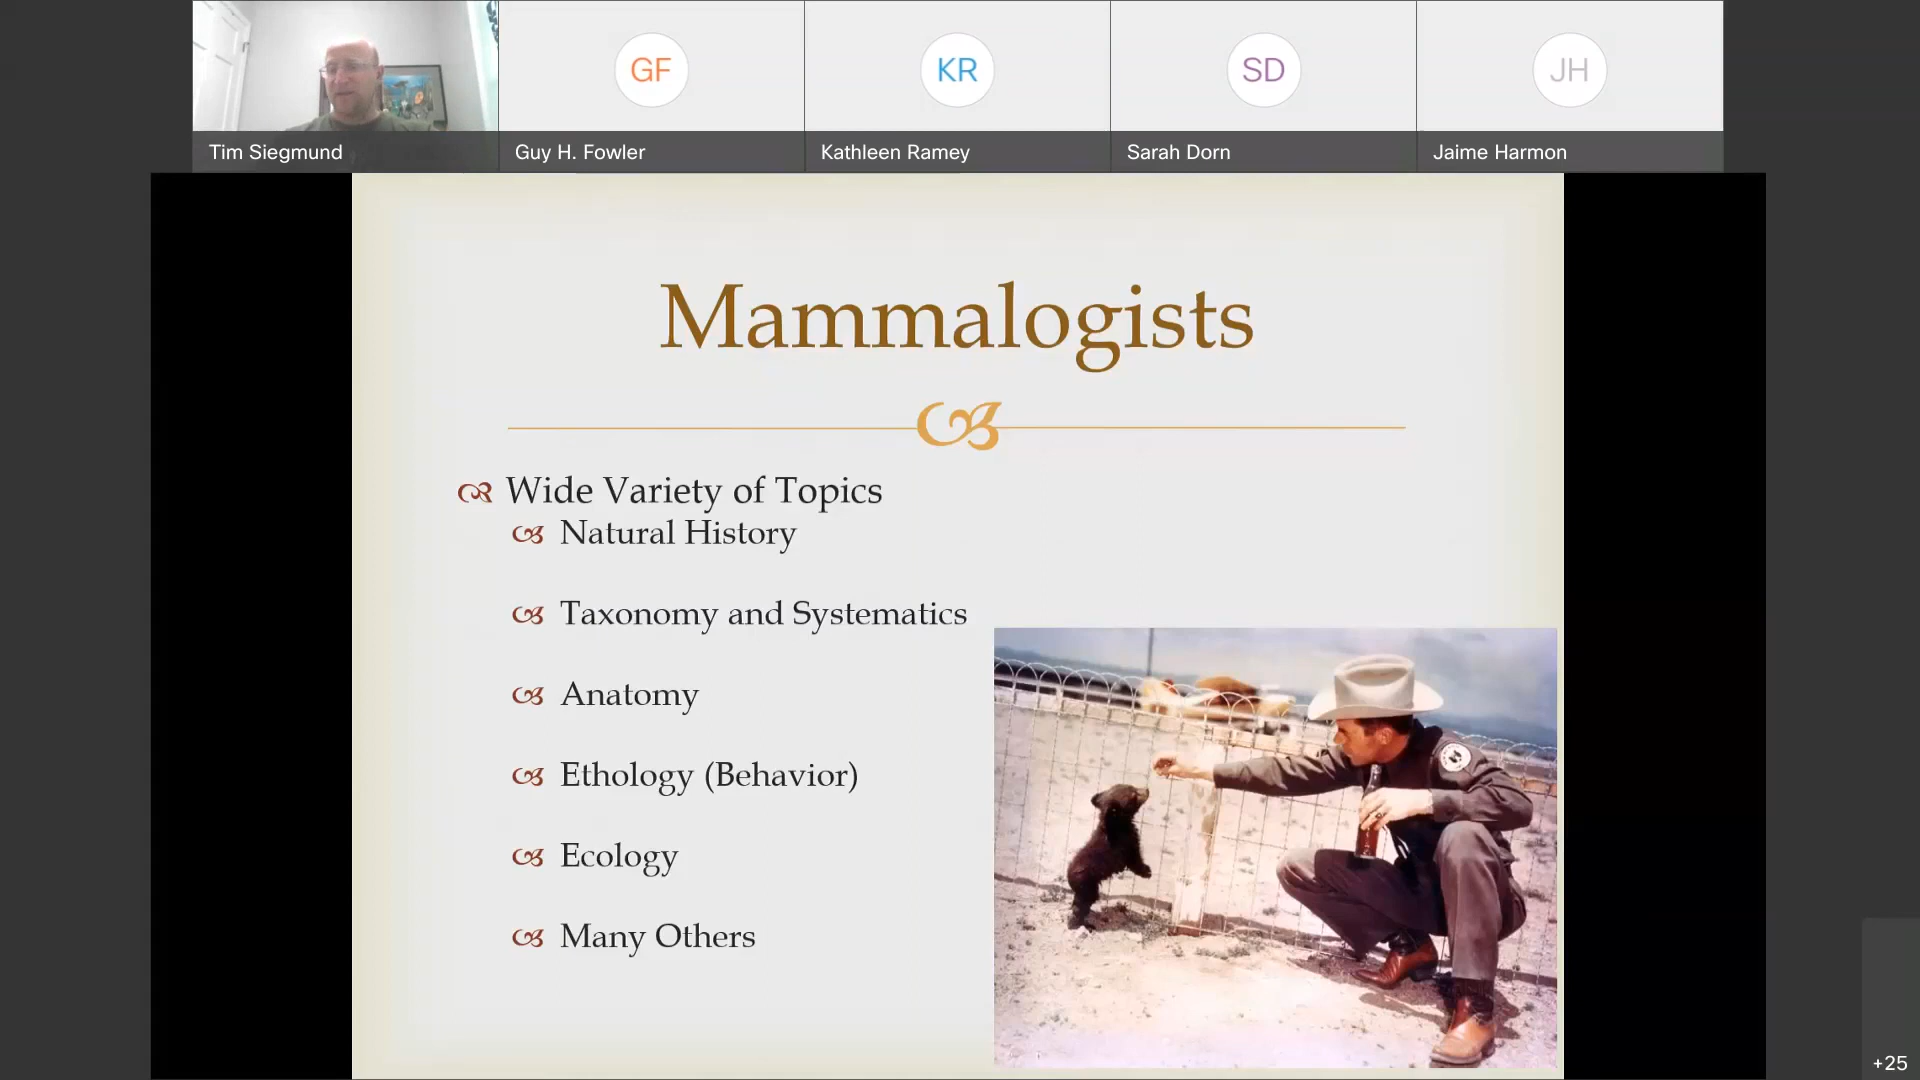 GF
KR
SD
JH
Tim Siegmund
Guy H. Fowler
Kathleen Ramey
Sarah Dorn
Jaime Harmon
Mammalogists
Wide Variety of Topics
Natural History
Taxonomy and Systematics
Anatomy
Ethology (Behavior)
Ecology
Many Others
+25